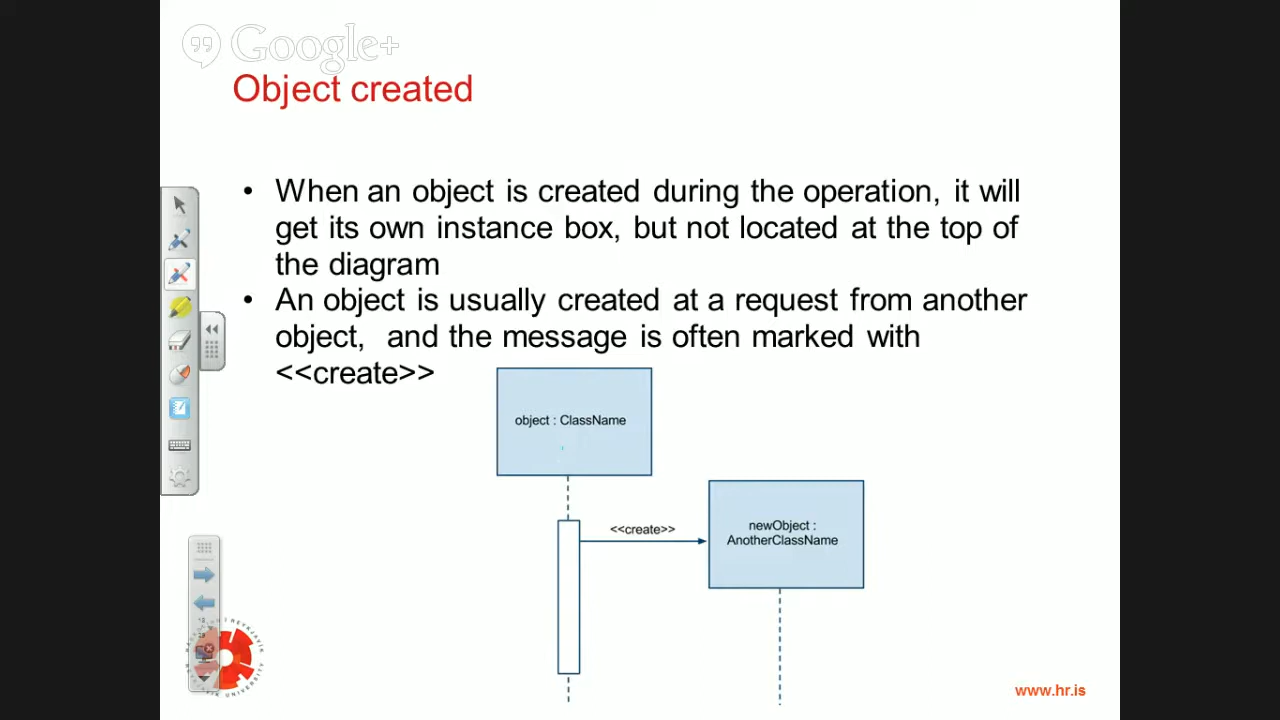 Google+
Object created
• When an object is created during the operation, it will
get its own instance box, but not located at the top of
the diagram
• An object is usually created at a request from another
object, and the message is often marked with
<<create>>
object : ClassName
<<create>>
newObject :
AnotherClassName
www.hr.is